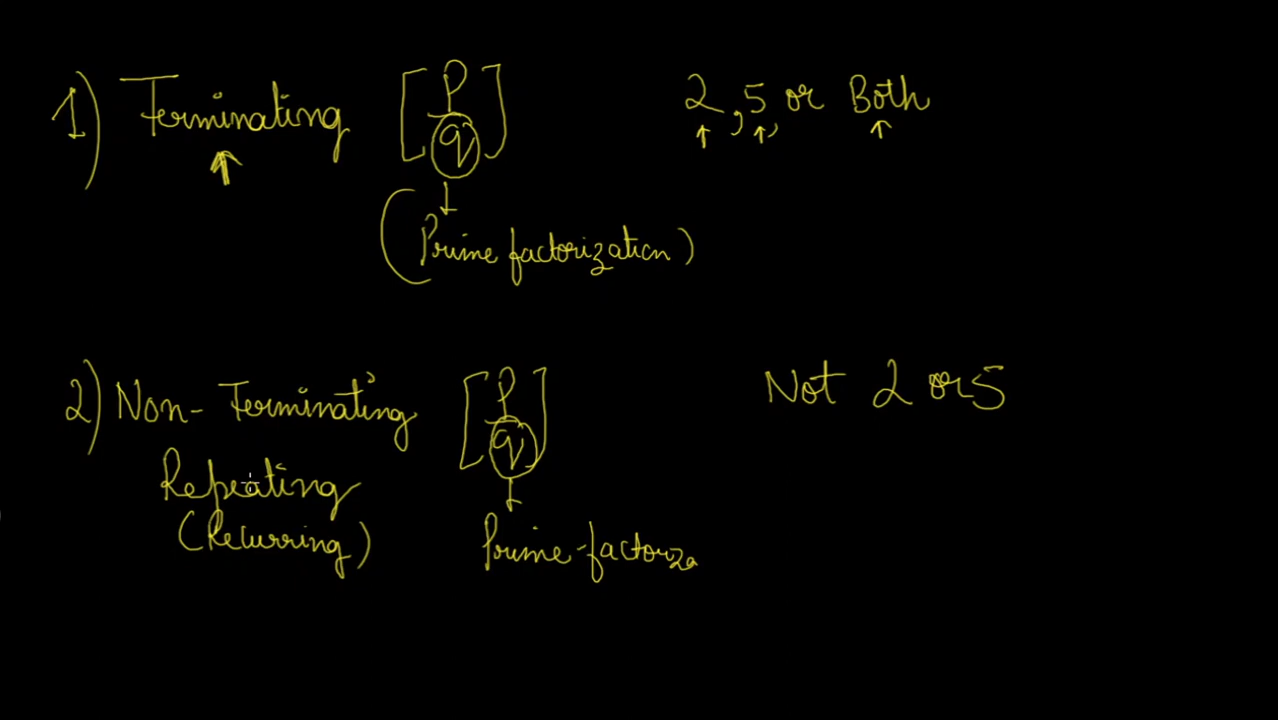 1) Terminating [P/q] 2, 5, or Both
(Prime factorization)
2) Non-Terminating [P/q] Not 2 or 5
Repeating
(Recurring) Prime-factoriza